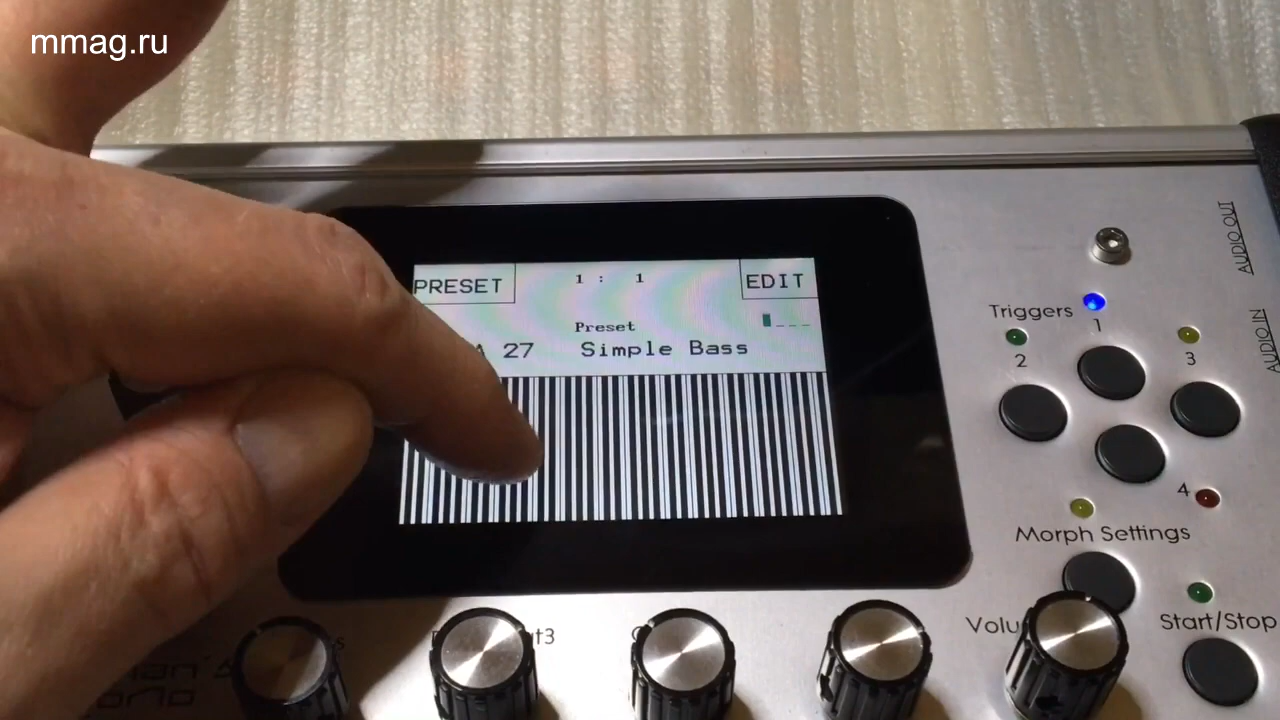 mmag.ru
PRESET
1 : 1
EDIT
Preset
A 27 Simple Bass
AUDIO OUT
AUDIO IN
Triggers
1
2
3
4
Morph Settings
Start/Stop